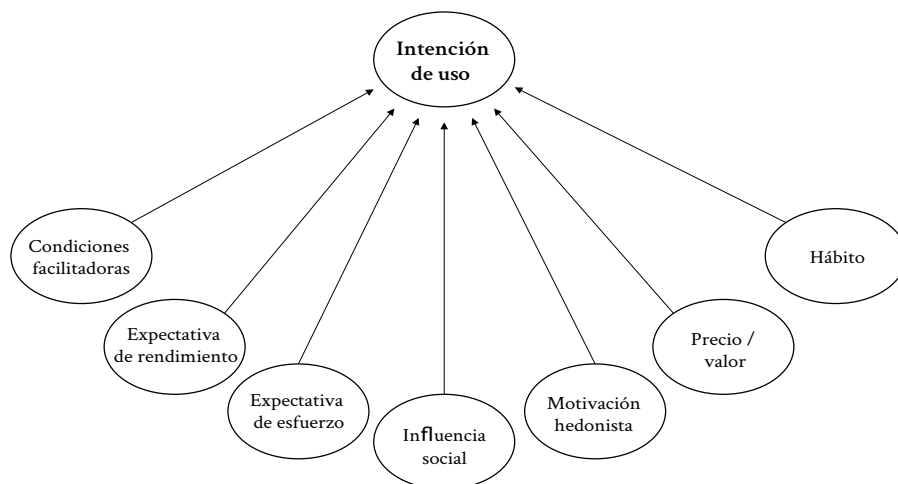 Intención
de uso
Condiciones
facilitadoras
Expectativa
de rendimiento
Expectativa
de esfuerzo
Influencia
social
Motivación
hedonista
Precio /
valor
Hábito